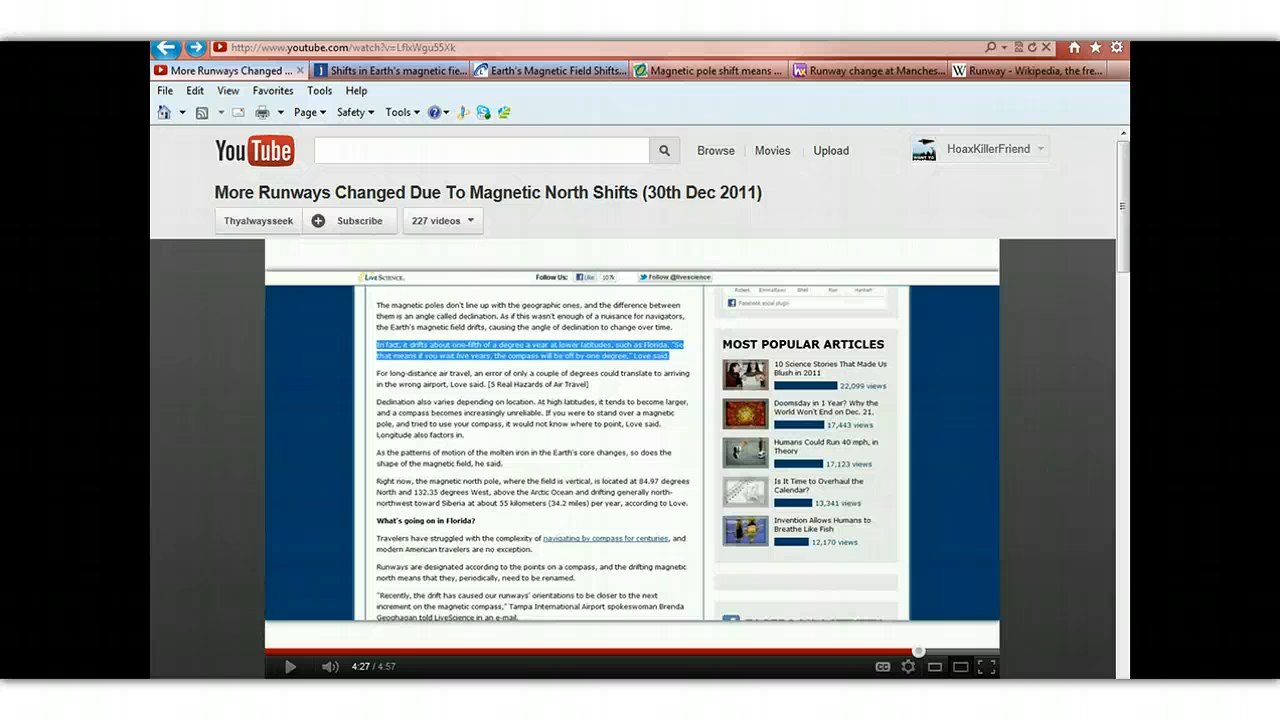 http://www.youtube.com/watch?v=LflxWgu55Xk
More Runways Changed ...
Shifts in Earth's magnetic fie...
Earth's Magnetic Field Shifts...
Magnetic pole shift means ...
Runway change at Manches...
Runway - Wikipedia, the fre...
File Edit View Favorites Tools Help
Page Safety Tools
YouTube
Browse Movies Upload
HoaxKillerFriend
More Runways Changed Due To Magnetic North Shifts (30th Dec 2011)
Thyalwaysseek Subscribe 227 videos
LIVESCIENCE
Follow Us: Like 107k Follow @livescience
The magnetic poles don't line up with the geographic ones, and the difference between
them is an angle called declination. As if this wasn't enough of a nuisance for navigators,
the Earth's magnetic field drifts, causing the angle of declination to change over time.
In fact, it drifts about one-fifth of a degree a year at lower latitudes, such as Florida. "So
that means if you wait five years, the compass will be off by one degree." Love said.
For long-distance air travel, an error of only a couple of degrees could translate to arriving
in the wrong airport, Love said. [5 Real Hazards of Air Travel]
Declination also varies depending on location. At high latitudes, it tends to become larger,
and a compass becomes increasingly unreliable. If you were to stand over a magnetic
pole, and tried to use your compass, it would not know where to point, Love said.
Longitude also factors in.
As the patterns of motion of the molten iron in the Earth's core changes, so does the
shape of the magnetic field, he said.
Right now, the magnetic north pole, where the field is vertical, is located at 84.97 degrees
North and 132.35 degrees West, above the Arctic Ocean and drifting generally north-
northwest toward Siberia at about 55 kilometers (34.2 miles) per year, according to Love.
What's going on in Florida?
Travelers have struggled with the complexity of navigating by compass for centuries, and
modern American travelers are no exception.
Runways are designated according to the points on a compass, and the drifting magnetic
north means that they, periodically, need to be renamed.
"Recently, the drift has caused our runways' orientations to be closer to the next
increment on the magnetic compass," Tampa International Airport spokeswoman Brenda
Geoghagan told LiveScience in an e-mail.
Facebook social plugin
MOST POPULAR ARTICLES
10 Science Stories That Made Us
Blush in 2011
22,099 views
Doomsday in 1 Year? Why the
World Won't End on Dec. 21,
17,443 views
Humans Could Run 40 mph, in
Theory
17,123 views
Is It Time to Overhaul the
Calendar?
13,341 views
Invention Allows Humans to
Breathe Like Fish
12,170 views
4:27 / 4:57
CC